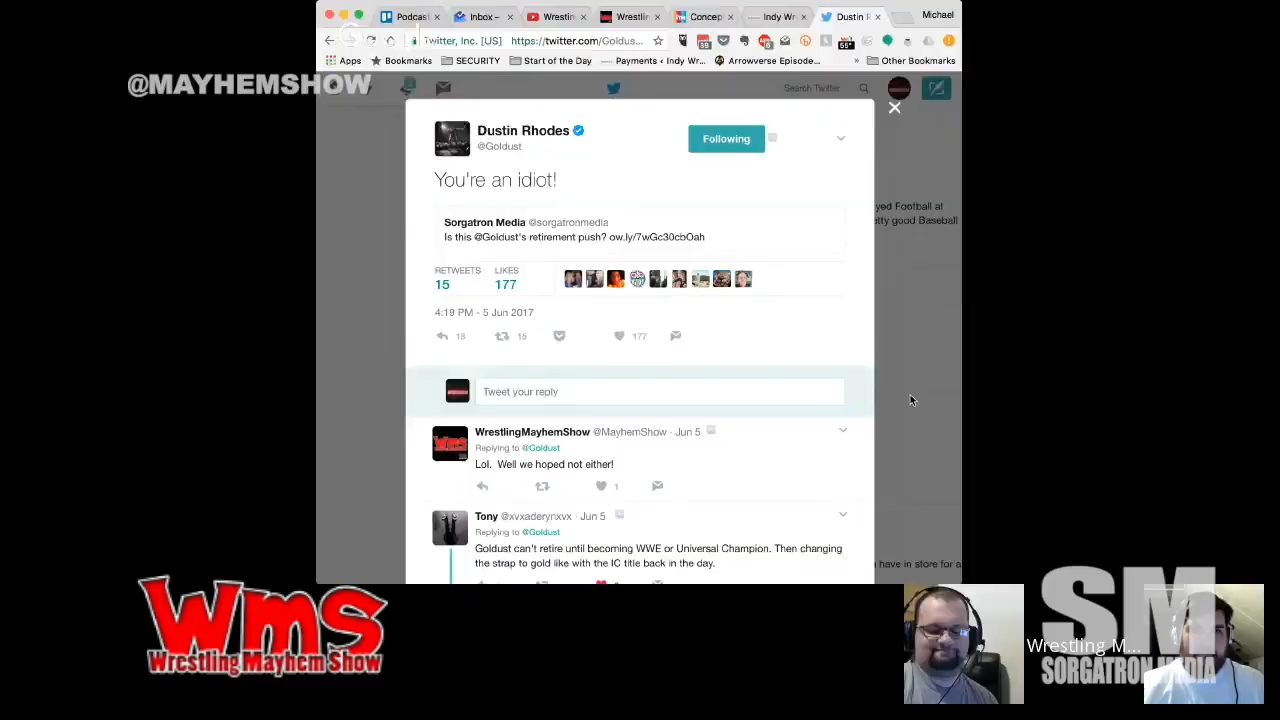 Podcast
Inbox –
Wrestlin
Wrestlin
Concep
Indy Wr
Dustin R
Michael
Twitter, Inc. [US]
https://twitter.com/Goldus...
Apps
Bookmarks
SECURITY
Start of the Day
Payments ‹ Indy Wr...
Arrowverse Episode...
»
Other Bookmarks
@MAYHEMSHOW
Search Twitter
Dustin Rhodes
@Goldust
Following
You're an idiot!
Sorgatron Media @sorgatronmedia
Is this @Goldust's retirement push? ow.ly/7wGc30cbOah
RETWEETS
LIKES
15
177
4:19 PM - 5 Jun 2017
18
15
177
Tweet your reply
WrestlingMayhemShow @MayhemShow · Jun 5
Replying to @Goldust
Lol. Well we hoped not either!
1
Tony @xvxaderynxvx · Jun 5
Replying to @Goldust
Goldust can't retire until becoming WWE or Universal Champion. Then changing
the strap to gold like with the IC title back in the day.
yed Football at
etty good Baseball
have in store for a
WMS
Wrestling Mayhem Show
Wrestling M...
SM
SORGATRON MEDIA